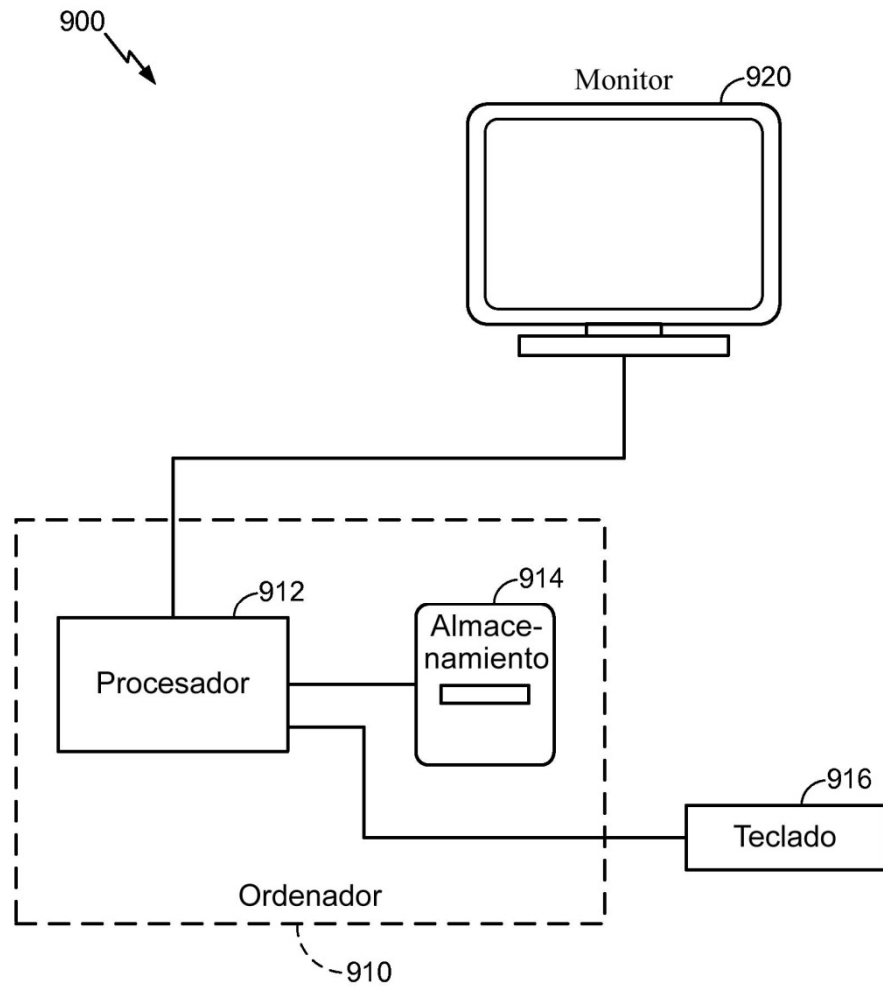 900
Monitor
920
912
914
Procesador
Almace-
namiento
916
Teclado
Ordenador
910